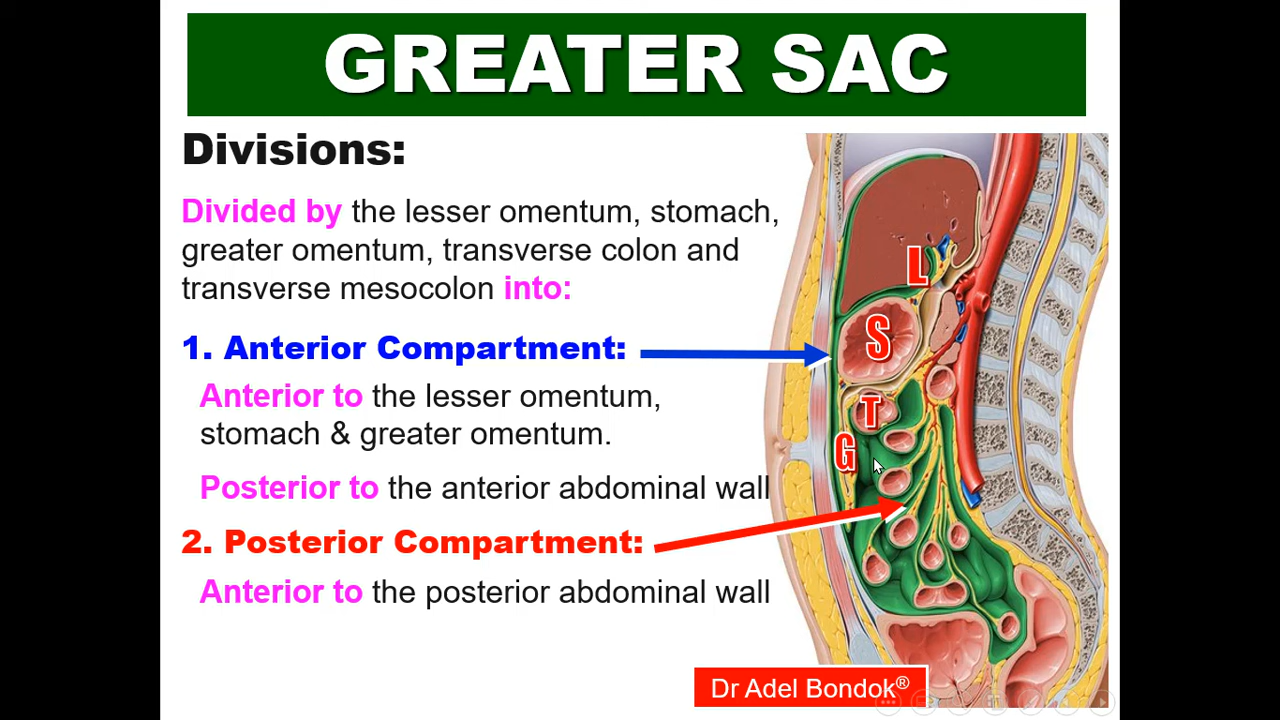 GREATER SAC
Divisions:
Divided by the lesser omentum, stomach,
greater omentum, transverse colon and
transverse mesocolon into:
1. Anterior Compartment:
Anterior to the lesser omentum,
stomach & greater omentum.
Posterior to the anterior abdominal wall
2. Posterior Compartment:
Anterior to the posterior abdominal wall
L
S
T
G
Dr Adel Bondok®